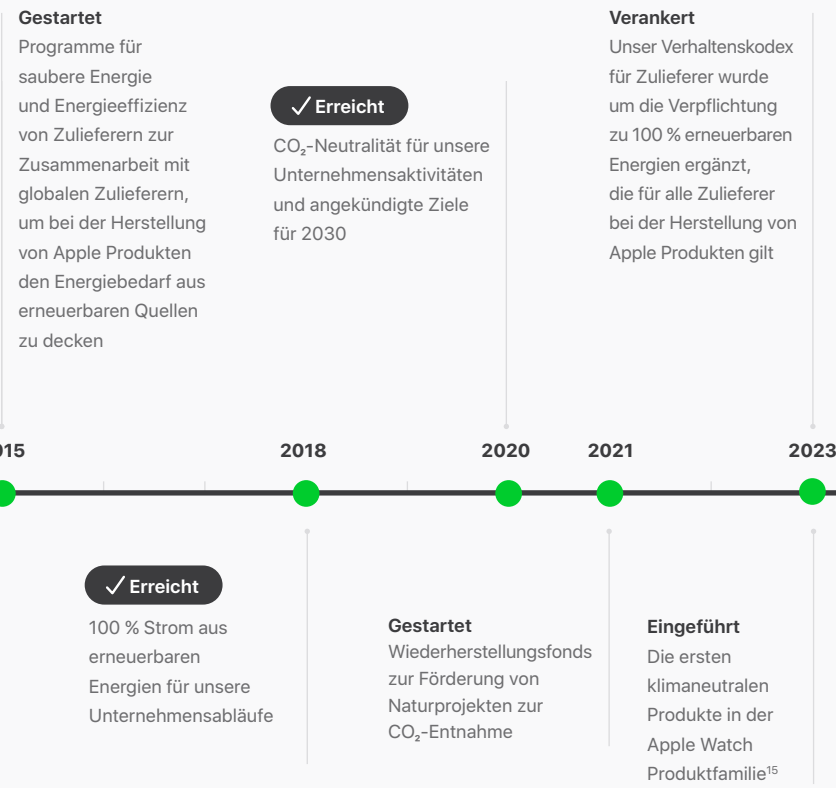 Gestartet
Programme für
saubere Energie
und Energieeffizienz
von Zulieferern zur
Zusammenarbeit mit
globalen Zulieferern,
um bei der Herstellung
von Apple Produkten
den Energiebedarf aus
erneuerbaren Quellen
zu decken
Erreicht
CO₂-Neutralität für unsere
Unternehmensaktivitäten
und angekündigte Ziele
für 2030
Verankert
Unser Verhaltenskodex
für Zulieferer wurde
um die Verpflichtung
zu 100 % erneuerbaren
Energien ergänzt,
die für alle Zulieferer
bei der Herstellung von
Apple Produkten gilt
015 2018 2020 2021 2023
Erreicht
100 % Strom aus
erneuerbaren
Energien für unsere
Unternehmensabläufe
Gestartet
Wiederherstellungsfonds
zur Förderung von
Naturprojekten zur
CO₂-Entnahme
Eingeführt
Die ersten
klimaneutralen
Produkte in der
Apple Watch
Produktfamilie¹⁵